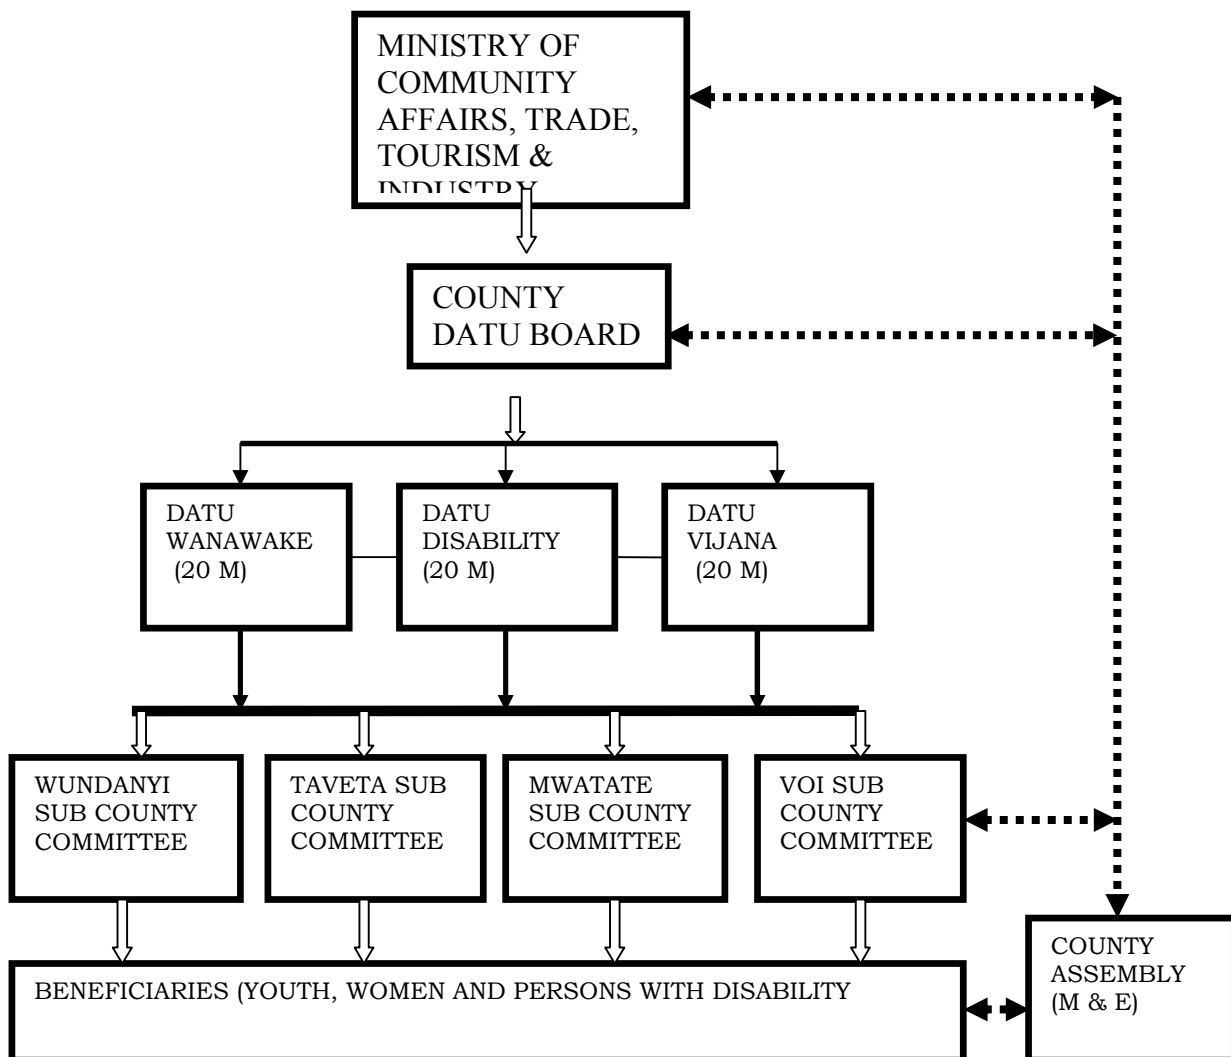 MINISTRY OF
COMMUNITY
AFFAIRS, TRADE,
TOURISM &
INDUSTRY
COUNTY
DATU BOARD
DATU
WANAWAKE
(20 M)
DATU
DISABILITY
(20 M)
DATU
VIJANA
(20 M)
WUNDANYI
SUB COUNTY
COMMITTEE
TAVETA SUB
COUNTY
COMMITTEE
MWATATE
SUB COUNTY
COMMITTEE
VOI SUB
COUNTY
COMMITTEE
BENEFICIARIES (YOUTH, WOMEN AND PERSONS WITH DISABILITY
COUNTY
ASSEMBLY
(M & E)